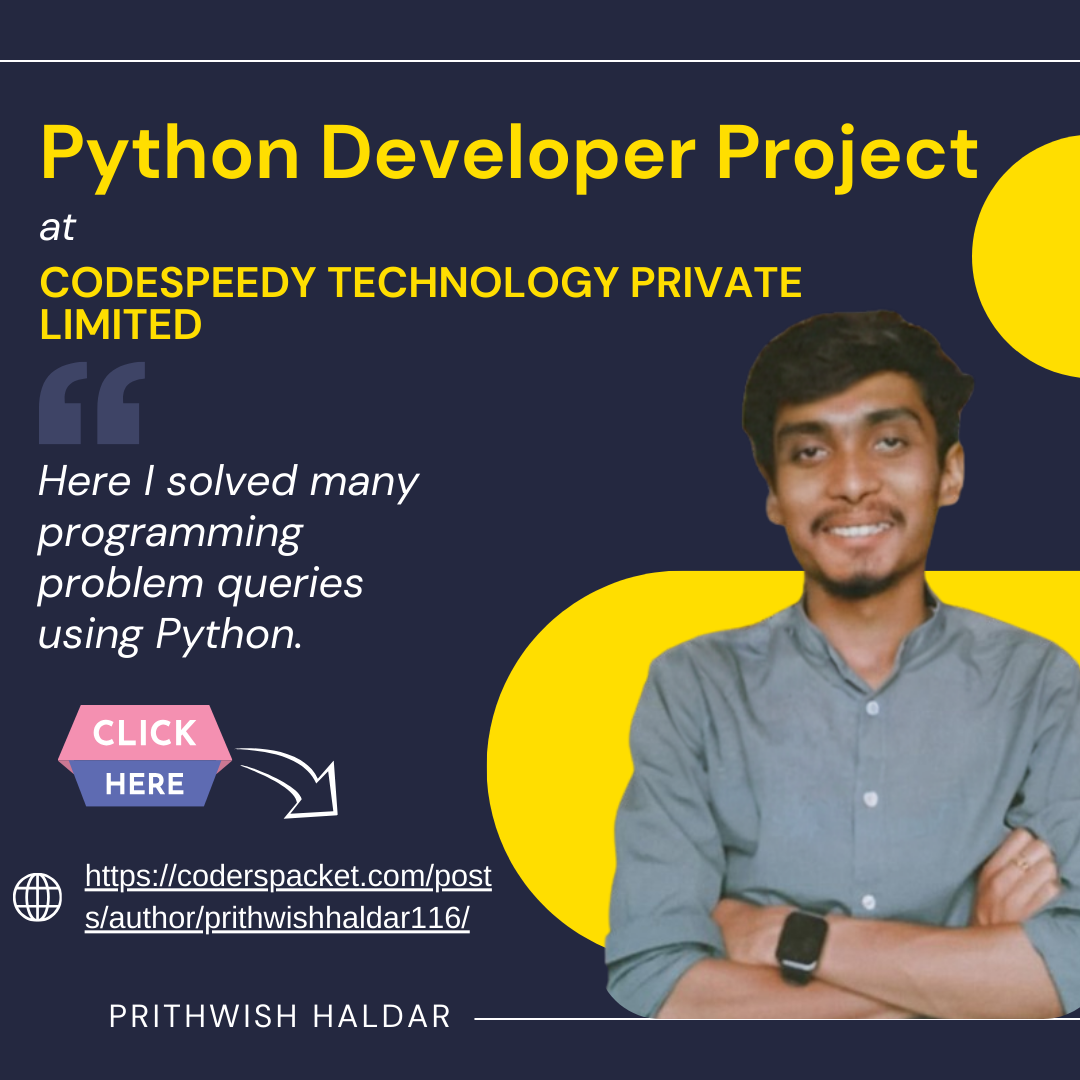 Python Developer Project
at
CODESPEEDY TECHNOLOGY PRIVATE
LIMITED
“
Here I solved many
programming
problem queries
using Python.
CLICK
HERE
https://coderspacket.com/post
s/author/prithwishhaldar116/
PRITHWISH HALDAR